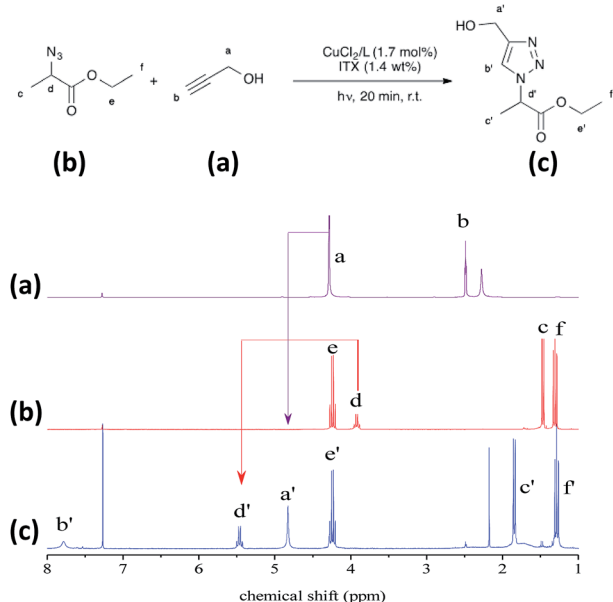 a'
HO
N3
O
f
a
CuCl2/L (1.7 mol%)
N
N
c
d
O
e
+
b
OH
ITX (1.4 wt%)
hν, 20 min, r.t.
b'
N
d'
O
f
c'
O
e'
(b)
(a)
(c)
b
(a)
a
c f
e
(b)
d
e'
d'
a'
c'
f'
b'
(c)
8 7 6 5 4 3 2 1
chemical shift (ppm)